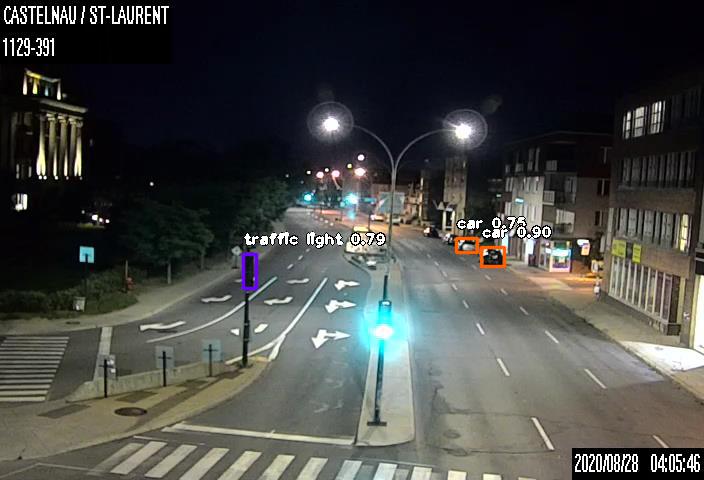 CASTELNAU / ST-LAURENT
1129-391
car 0.75
car 0.90
traffic light 0.79
2020/08/28 04:05:46